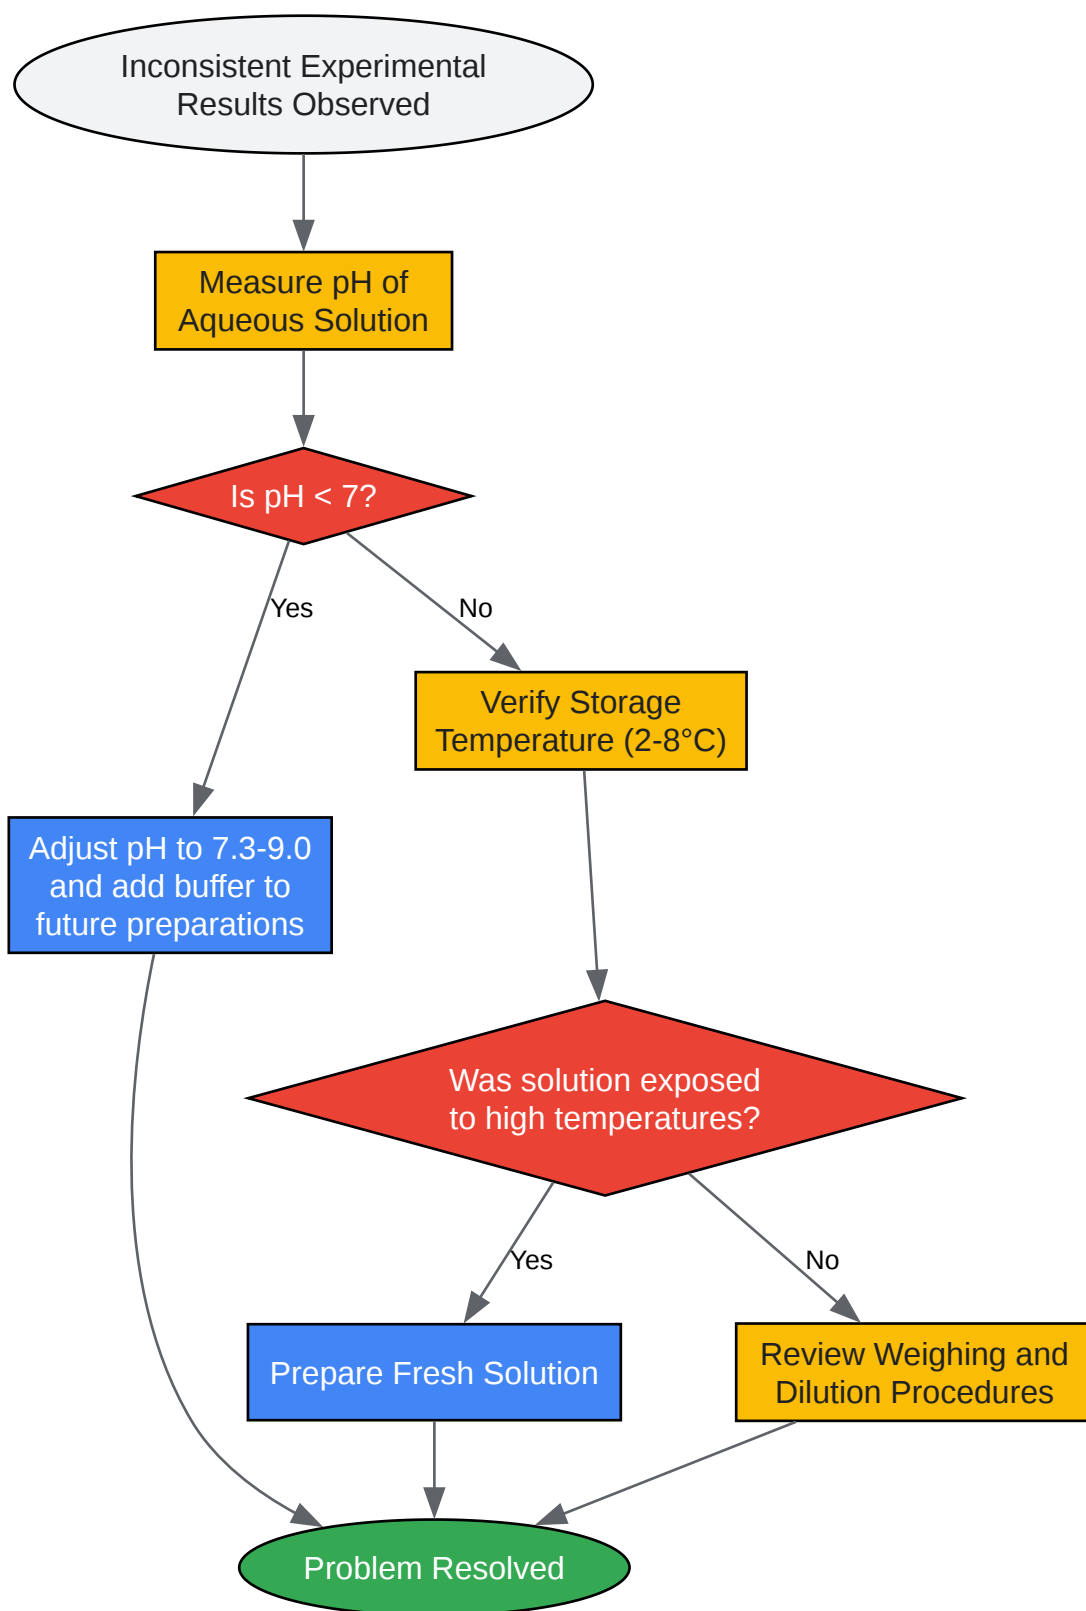 Inconsistent Experimental
Results Observed
Measure pH of
Aqueous Solution
Is pH < 7?
Yes
No
Verify Storage
Temperature (2-8°C)
Adjust pH to 7.3-9.0
and add buffer to
future preparations
Was solution exposed
to high temperatures?
Yes
No
Prepare Fresh Solution
Review Weighing and
Dilution Procedures
Problem Resolved